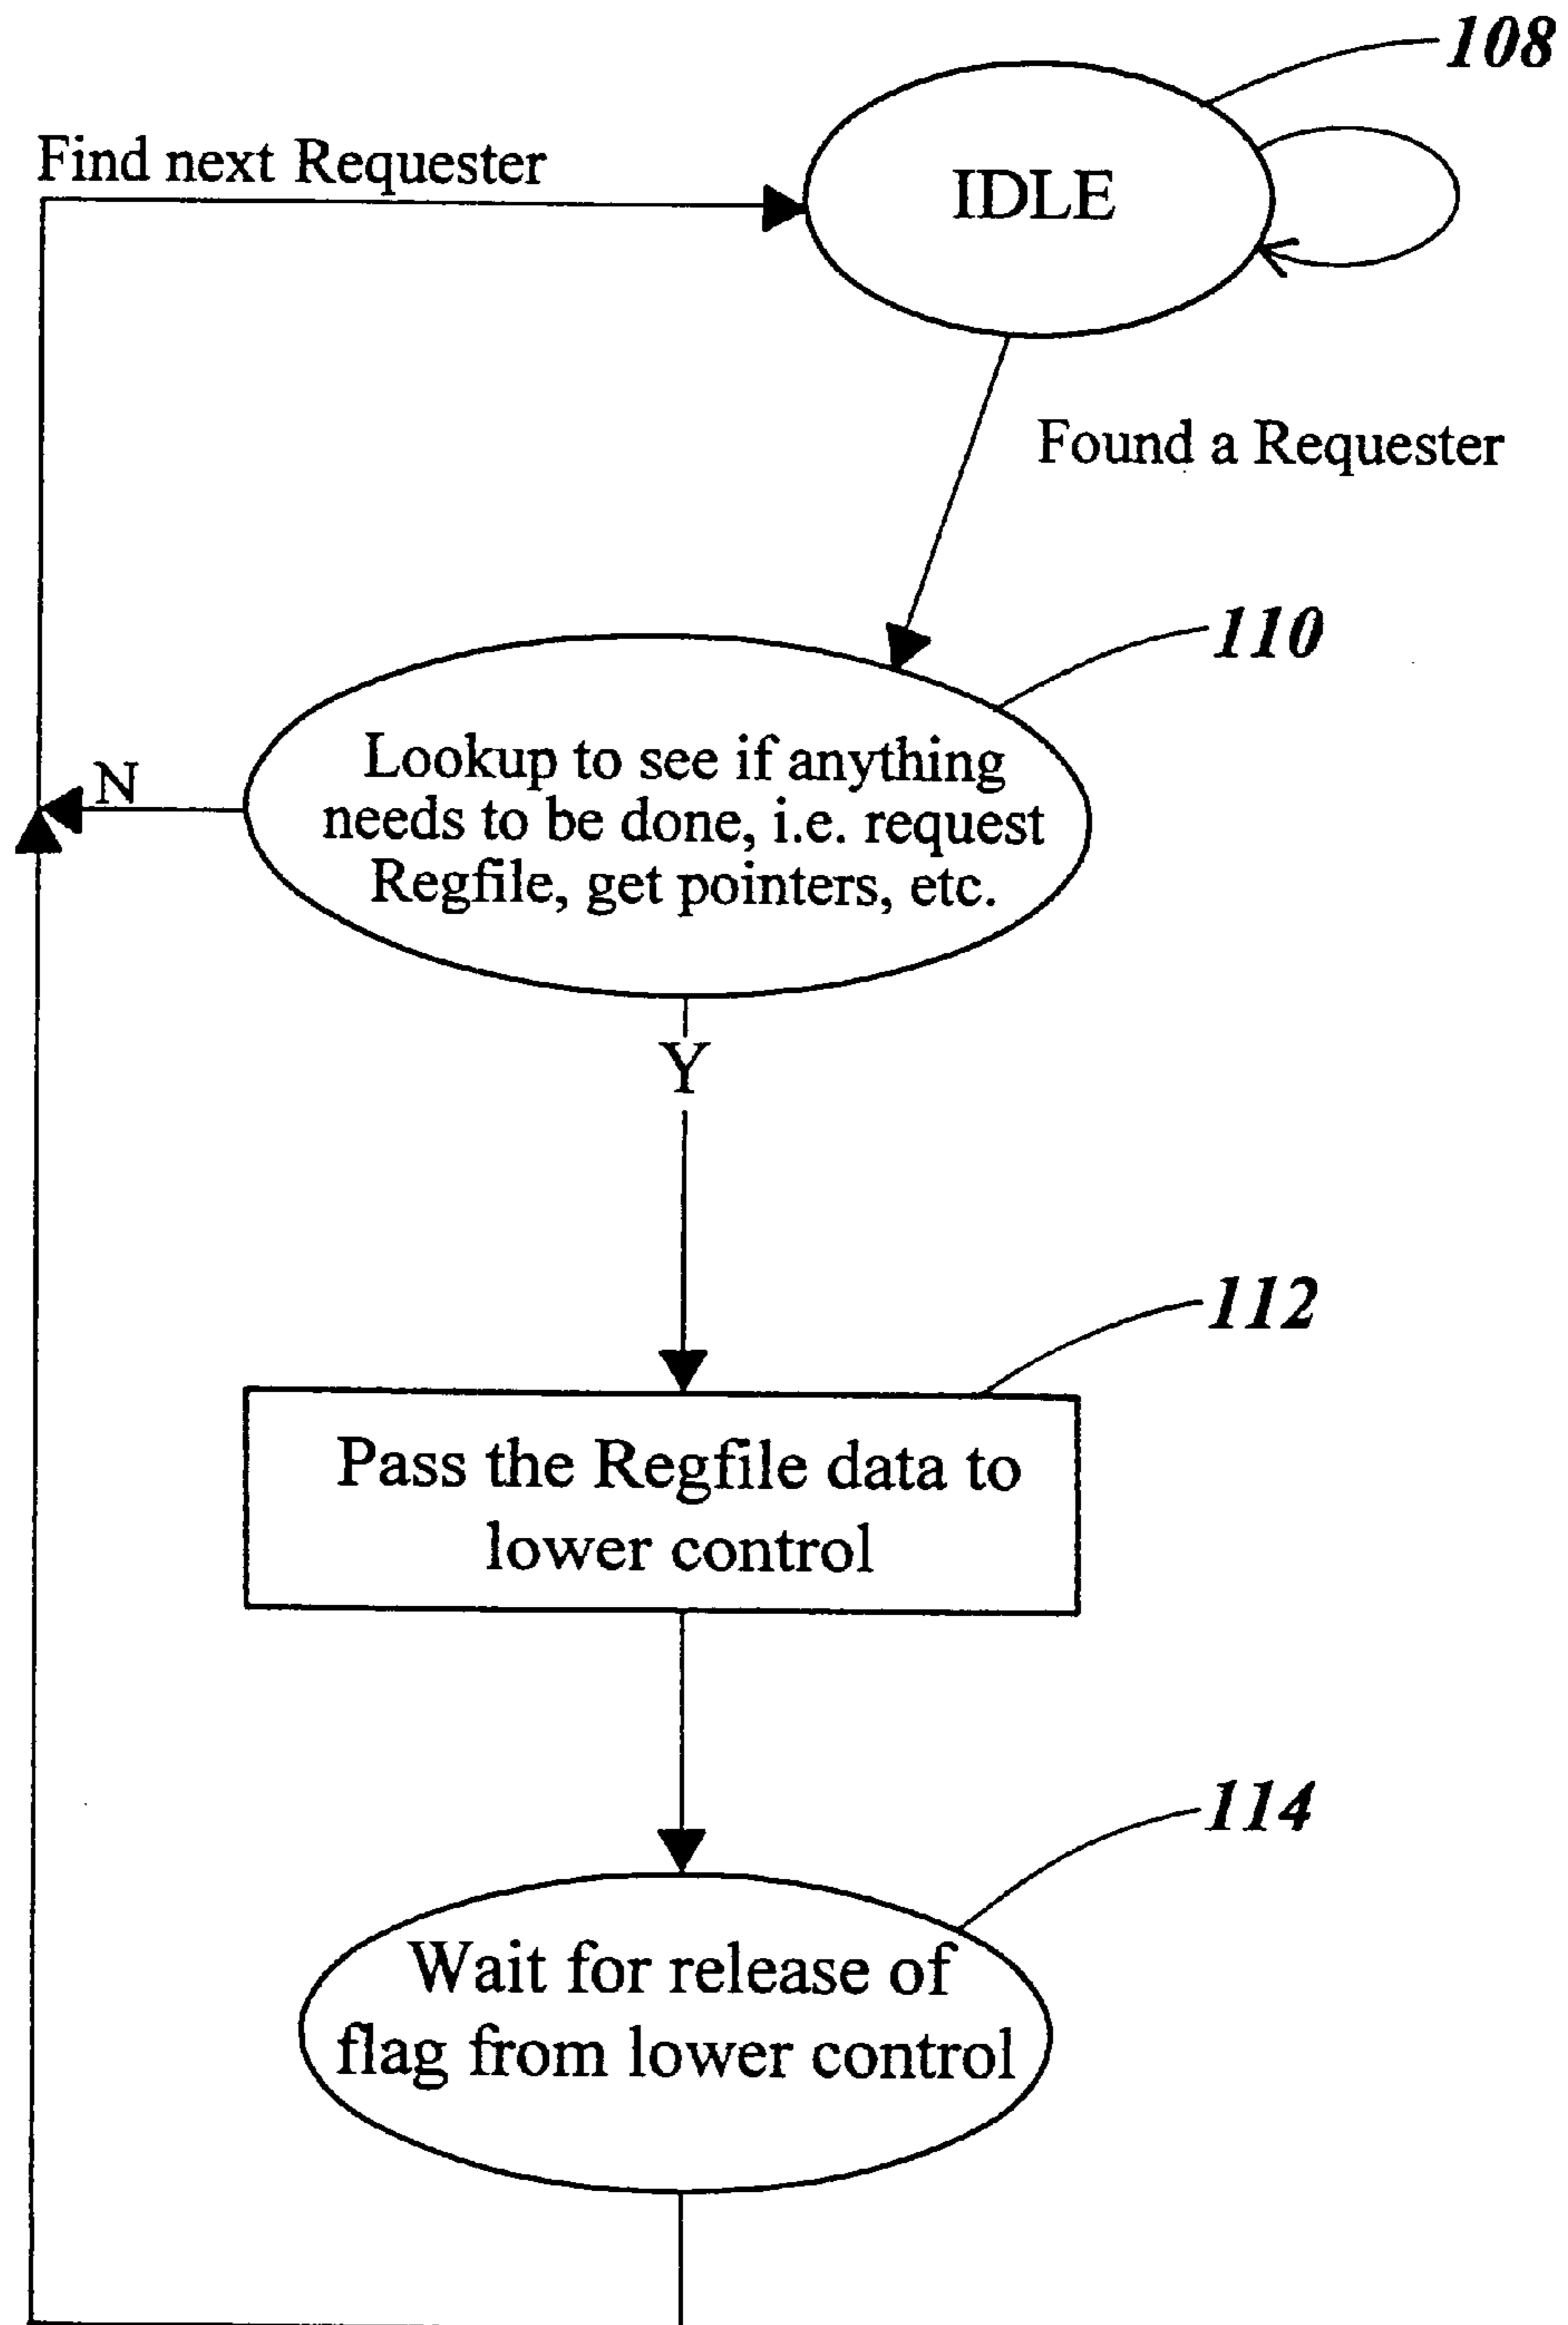 108
Find next Requester
IDLE
Found a Requester
110
Lookup to see if anything
needs to be done, i.e. request
Regfile, get pointers, etc.
N
Y
112
Pass the Regfile data to
lower control
114
Wait for release of
flag from lower control